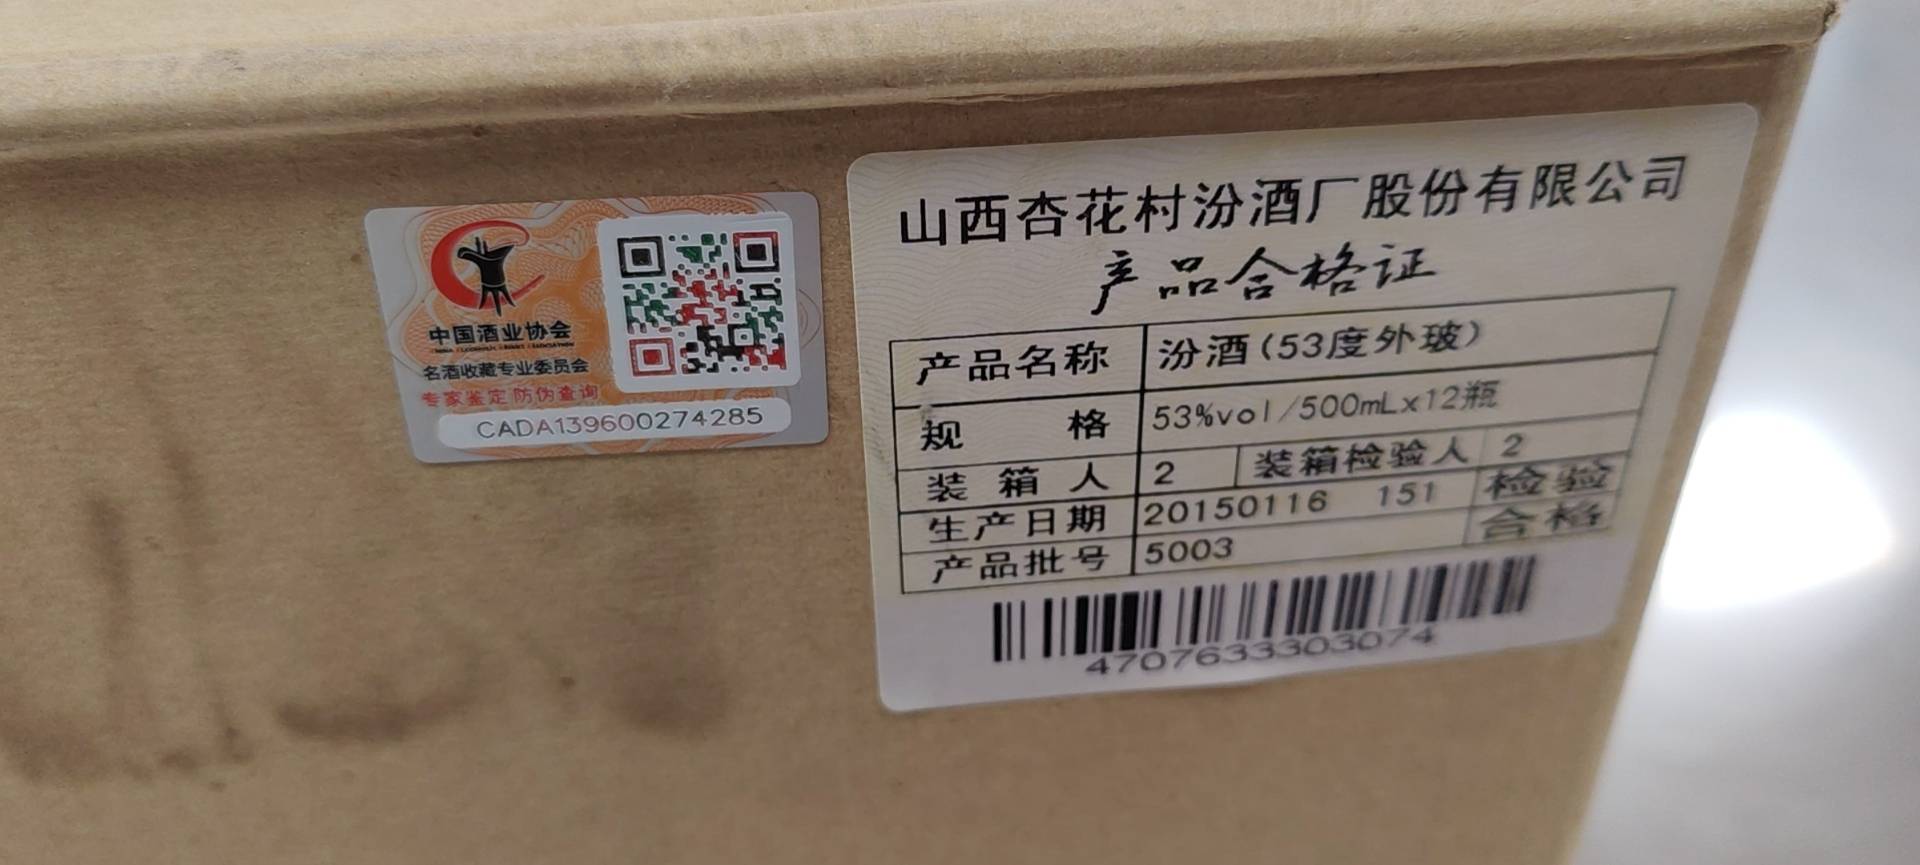 中国酒业协会
CHINA ALCOHOLIC DRINKS ASSOCIATION
名酒收藏专业委员会
专家鉴定防伪查询
CADA139600274285
山西杏花村汾酒厂股份有限公司
产品合格证
产品名称 汾酒(53度外玻)
规格 53%vol/500mLx12瓶
装箱人 2 装箱检验人 2
生产日期 20150116 151 检验
产品批号 5003 合格
4707633303074